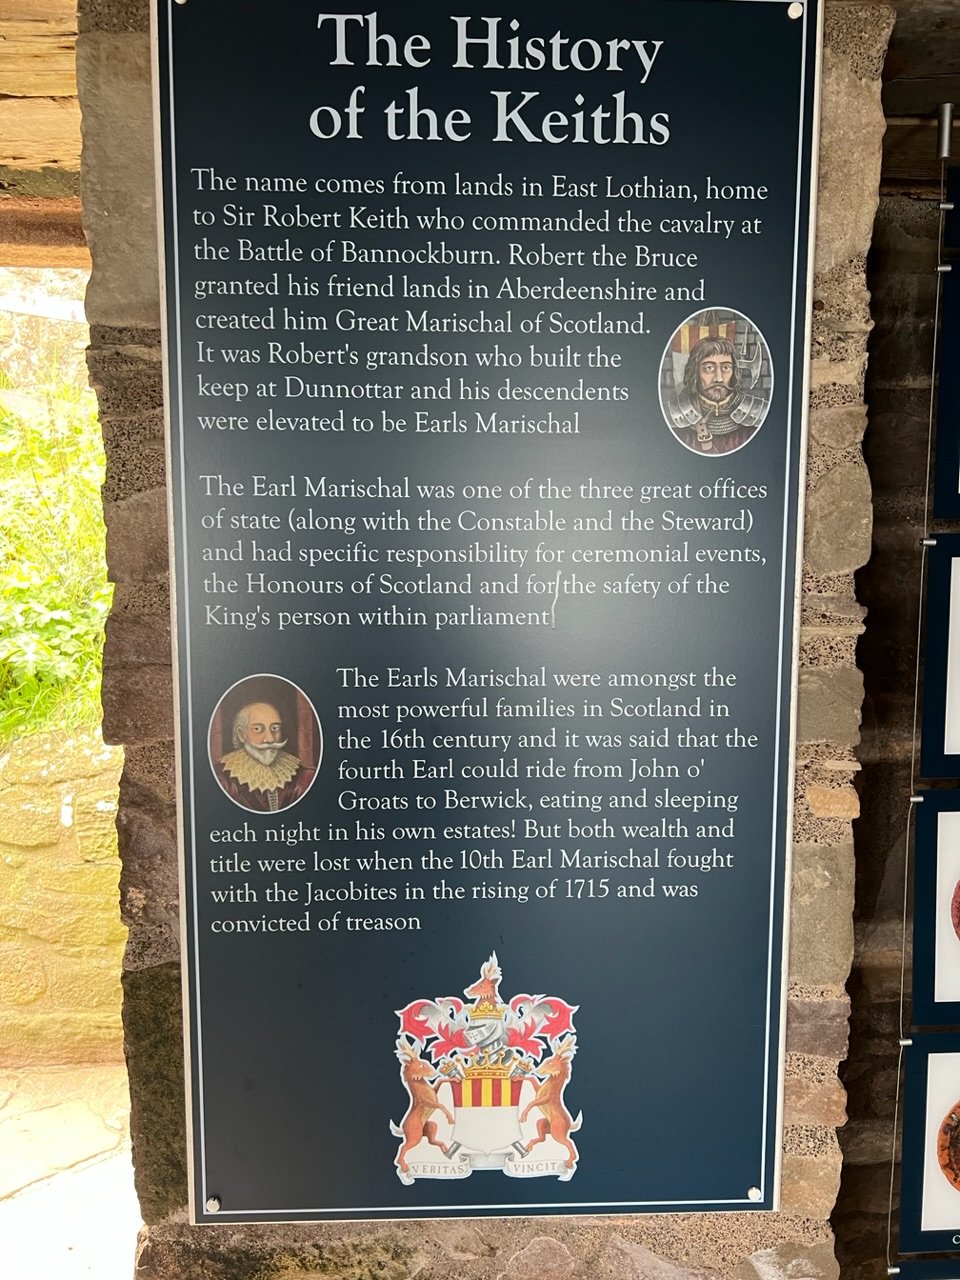 The History
of the Keiths
The name comes from lands in East Lothian, home
to Sir Robert Keith who commanded the cavalry at
the Battle of Bannockburn. Robert the Bruce
granted his friend lands in Aberdeenshire and
created him Great Marischal of Scotland.
It was Robert's grandson who built the
keep at Dunnottar and his descendents
were elevated to be Earls Marischal
The Earl Marischal was one of the three great offices
of state (along with the Constable and the Steward)
and had specific responsibility for ceremonial events,
the Honours of Scotland and for the safety of the
King's person within parliament
The Earls Marischal were amongst the
most powerful families in Scotland in
the 16th century and it was said that the
fourth Earl could ride from John o'
Groats to Berwick, eating and sleeping
each night in his own estates! But both wealth and
title were lost when the 10th Earl Marischal fought
with the Jacobites in the rising of 1715 and was
convicted of treason
VERITAS VINCIT